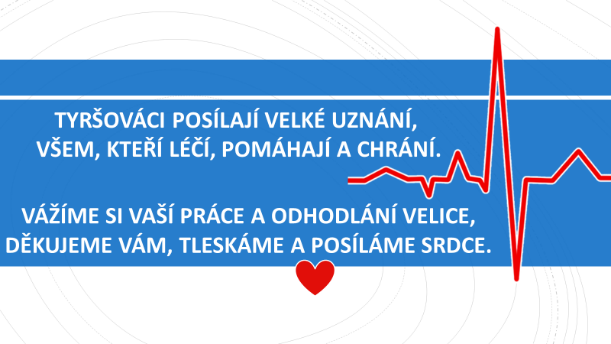 TYRŠOVÁCI POSÍLAJÍ VELKÉ UZNÁNÍ,
VŠEM, KTEŘÍ LÉČÍ, POMÁHAJÍ A CHRÁNÍ.
VÁŽÍME SI VAŠÍ PRÁCE A ODHODLÁNÍ VELICE,
DĚKUJEME VÁM, TLESKÁME A POSÍLÁME SRDCE.